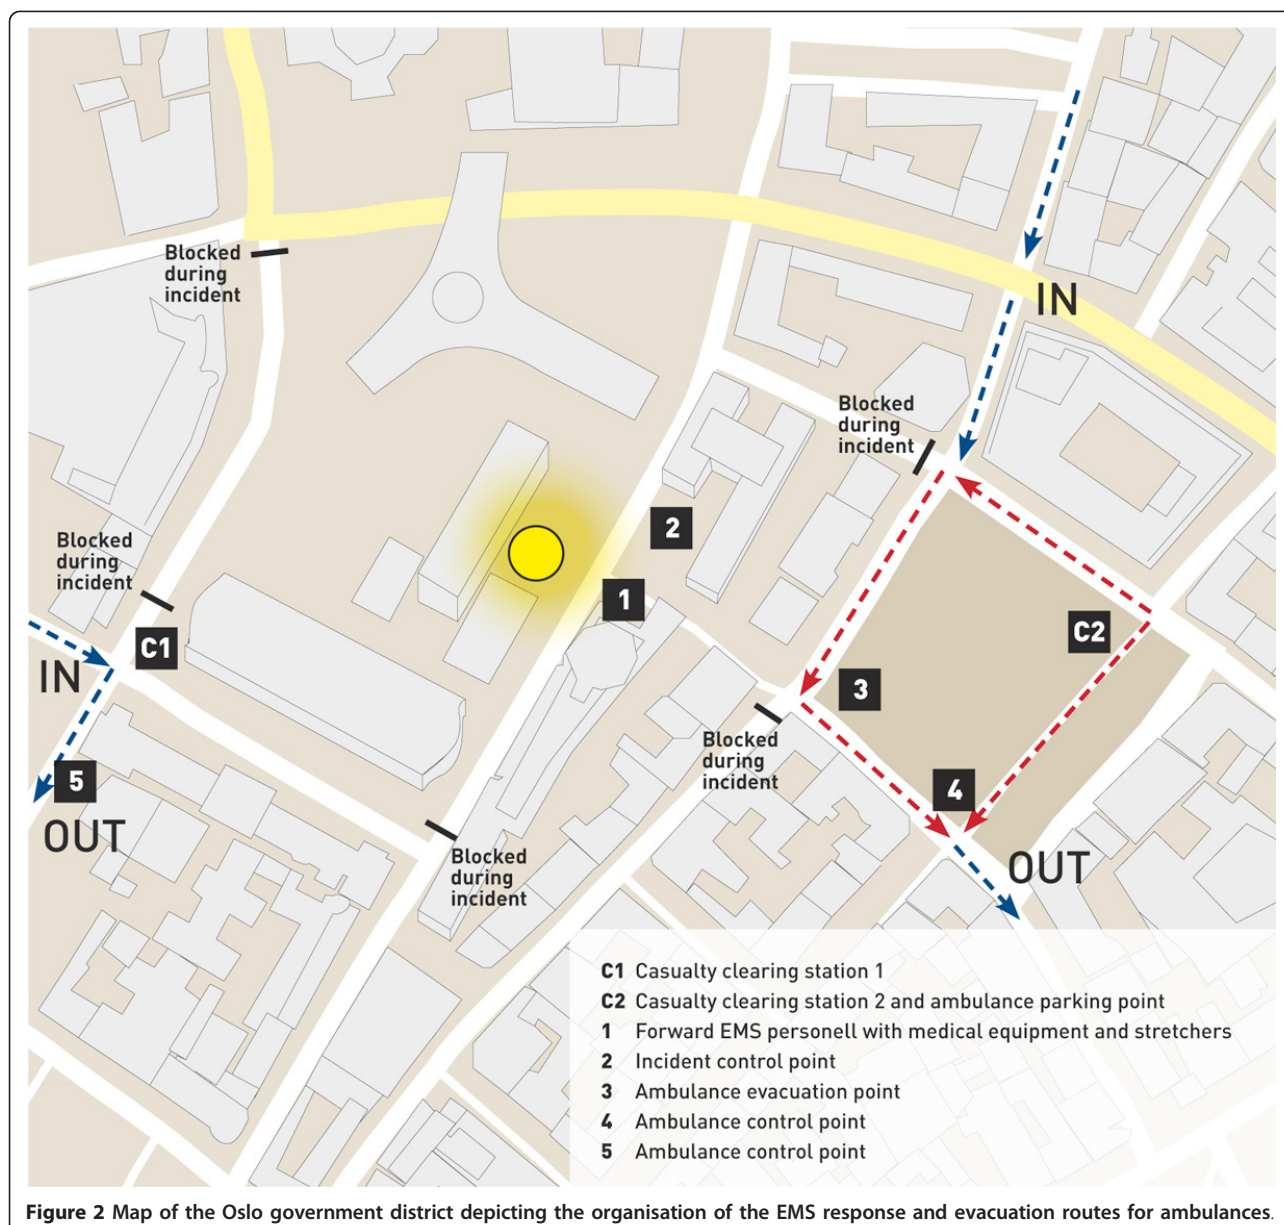 Blocked
during
incident
IN
Blocked
during
incident
2
Blocked
during
incident
1
C1
C2
IN
3
Blocked
during
incident
5
4
OUT
OUT
Blocked
during
incident
C1 Casualty clearing station 1
C2 Casualty clearing station 2 and ambulance parking point
1 Forward EMS personell with medical equipment and stretchers
2 Incident control point
3 Ambulance evacuation point
4 Ambulance control point
5 Ambulance control point
Figure 2 Map of the Oslo government district depicting the organisation of the EMS response and evacuation routes for ambulances.